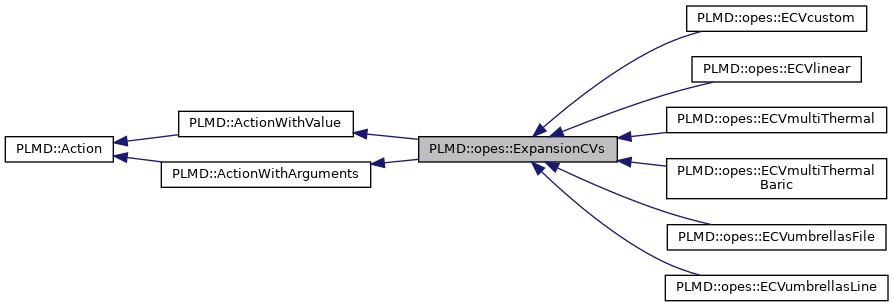 PLMD::Action
PLMD::ActionWithValue
PLMD::ActionWithArguments
PLMD::opes::ExpansionCVs
PLMD::opes::ECVcustom
PLMD::opes::ECVlinear
PLMD::opes::ECVmultiThermal
PLMD::opes::ECVmultiThermal
Baric
PLMD::opes::ECVumbrellasFile
PLMD::opes::ECVumbrellasLine